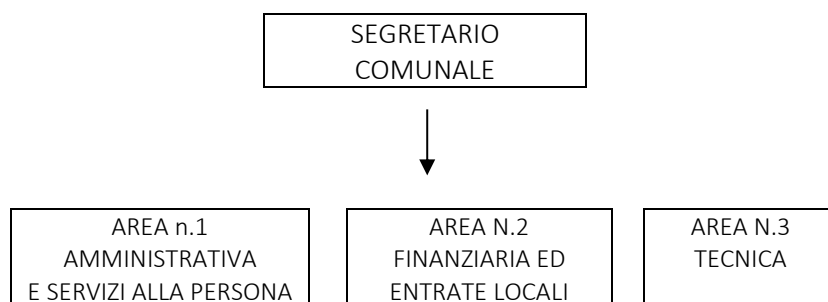 SEGRETARIO
COMUNALE
AREA n.1
AMMINISTRATIVA
E SERVIZI ALLA PERSONA
AREA N.2
FINANZIARIA ED
ENTRATE LOCALI
AREA N.3
TECNICA